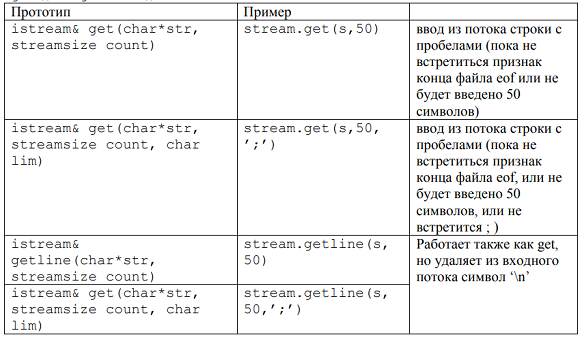 Прототип
Пример
istream& get(char*str,
streamsize count)
stream.get(s,50)
ввод из потока строки с
пробелами (пока не
встретиться признак
конца файла eof или не
будет введено 50
символов)
istream& get(char*str,
streamsize count, char
lim)
stream.get(s,50,
’;’)
ввод из потока строки с
пробелами (пока не
встретиться признак
конца файла eof, или не
будет введено 50
символов, или не
встретится ; )
istream&
getline(char*str,
streamsize count)
stream.getline(s,
50)
Работает также как get,
но удаляет из входного
потока символ ‘\n’
istream& get(char*str,
streamsize count, char
lim)
stream.getline(s,
50,’;’)